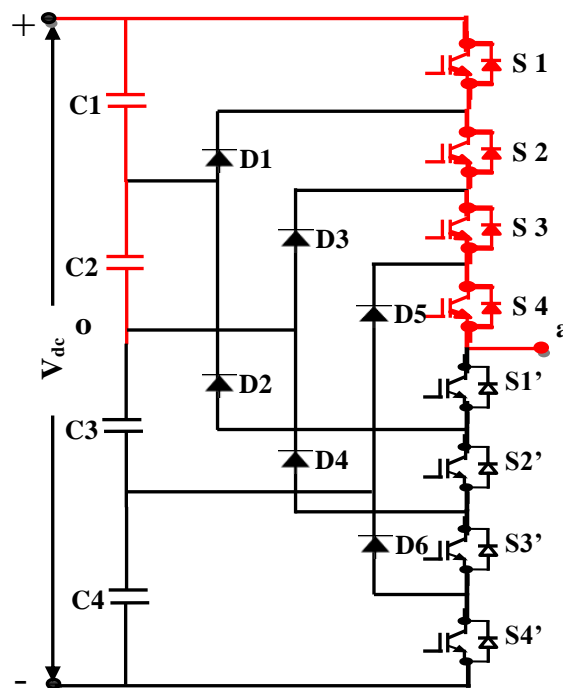 +
S 1
C1
D1
S 2
D3
S 3
C2
D5
S 4
o
a
Vdc
D2
S1’
C3
D4
S2’
D6
S3’
C4
S4’
-